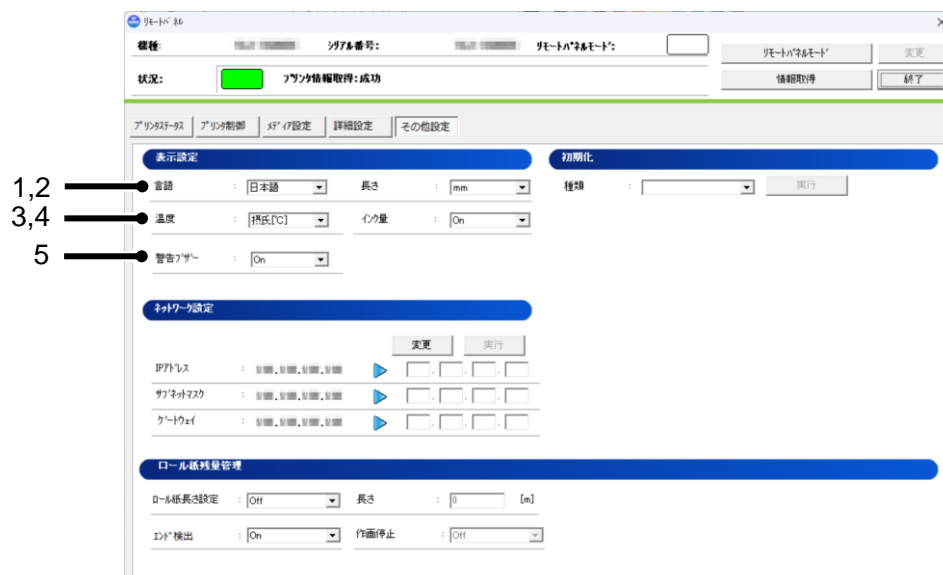 リモートパネル
機種: シリアル番号: リモートパネルモード: リモートパネルモード 変更
状況: プリンタ情報取得:成功 情報取得 終了
プリンタステータス プリンタ制御 メディア設定 詳細設定 その他設定
表示設定 初期化
1,2 言語 : 日本語 長さ : mm 種類 : 実行
3,4 温度 : 摂氏[℃] インク量 : On
5 警告ブザー : On
ネットワーク設定
変更 実行
IPアドレス :
サブネットマスク :
ゲートウェイ :
ロール紙残量管理
ロール紙長さ設定 : Off 長さ : 0 [m]
エンド検出 : On 作画停止 : Off